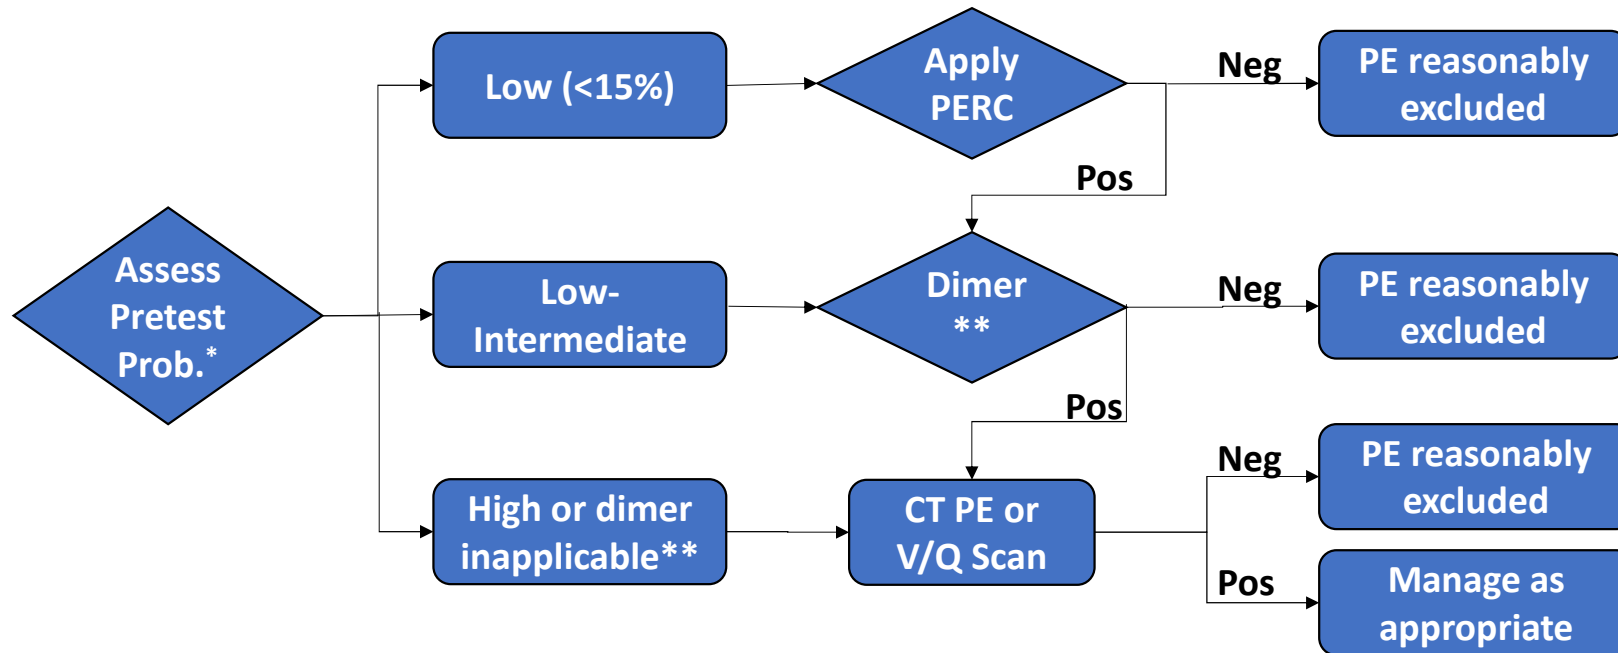 Low (<15%)
Apply
PERC
Neg
PE reasonably
excluded
Pos
Assess
Pretest
Prob.*
Low-
Intermediate
Dimer
**
Neg
PE reasonably
excluded
Pos
High or dimer
inapplicable**
CT PE or
V/Q Scan
Neg
PE reasonably
excluded
Pos
Manage as
appropriate